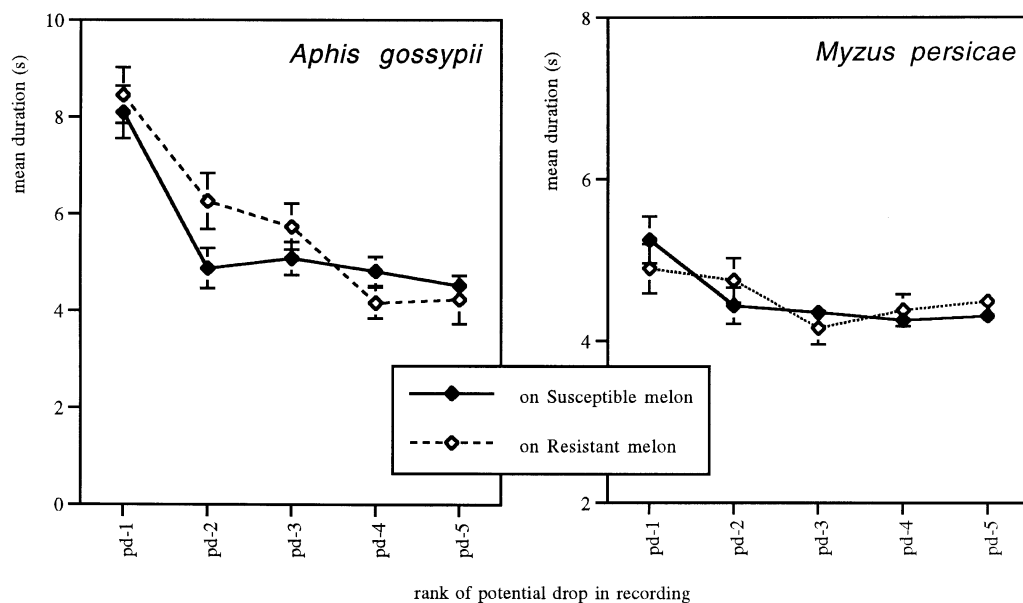 Aphis gossypii
mean duration (s)
10
8
6
4
2
0
pd-1
pd-2
pd-3
pd-4
pd-5
Myzus persicae
mean duration (s)
8
6
4
2
pd-1
pd-2
pd-3
pd-4
pd-5
on Susceptible melon
on Resistant melon
rank of potential drop in recording